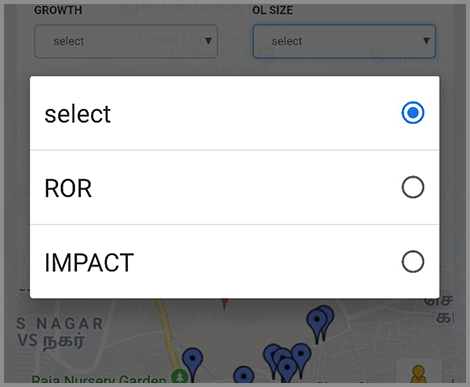 GROWTH OL SIZE
select select
select
ROR
IMPACT
S NAGAR
VS நகர்
Raja Nursery Garden